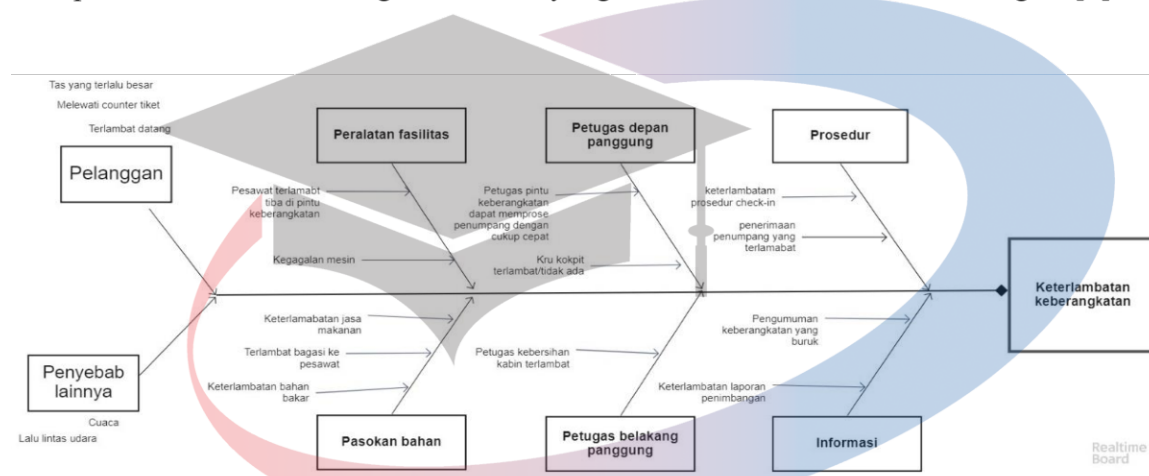 Tas yang terlalu besar
Melewati counter tiket
Terlambat datang
Pelanggan
Peralatan fasilitas
Petugas depan
panggung
Prosedur
Pesawat terlamabt
tiba di pintu
keberangkatan
Kegagalan mesin
Petugas pintu
keberangkatan
dapat memprose
penumpang dengan
cukup cepat
Kru kokpit
terlambat/tidak ada
keterlambatam
prosedur check-in
penerimaan
penumpang yang
terlamabat
Keterlambatan
keberangkatan
Keterlamabatan jasa
makanan
Terlambat bagasi ke
pesawat
Keterlambatan bahan
bakar
Petugas kebersihan
kabin terlambat
Pengumuman
keberangkatan yang
buruk
Keterlambatan laporan
penimbangan
Penyebab
lainnya
Cuaca
Lalu lintas udara
Pasokan bahan
Petugas belakang
panggung
Informasi
Realtime
Board